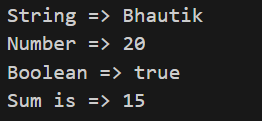 String => Bhautik
Number => 20
Boolean => true
Sum is => 15